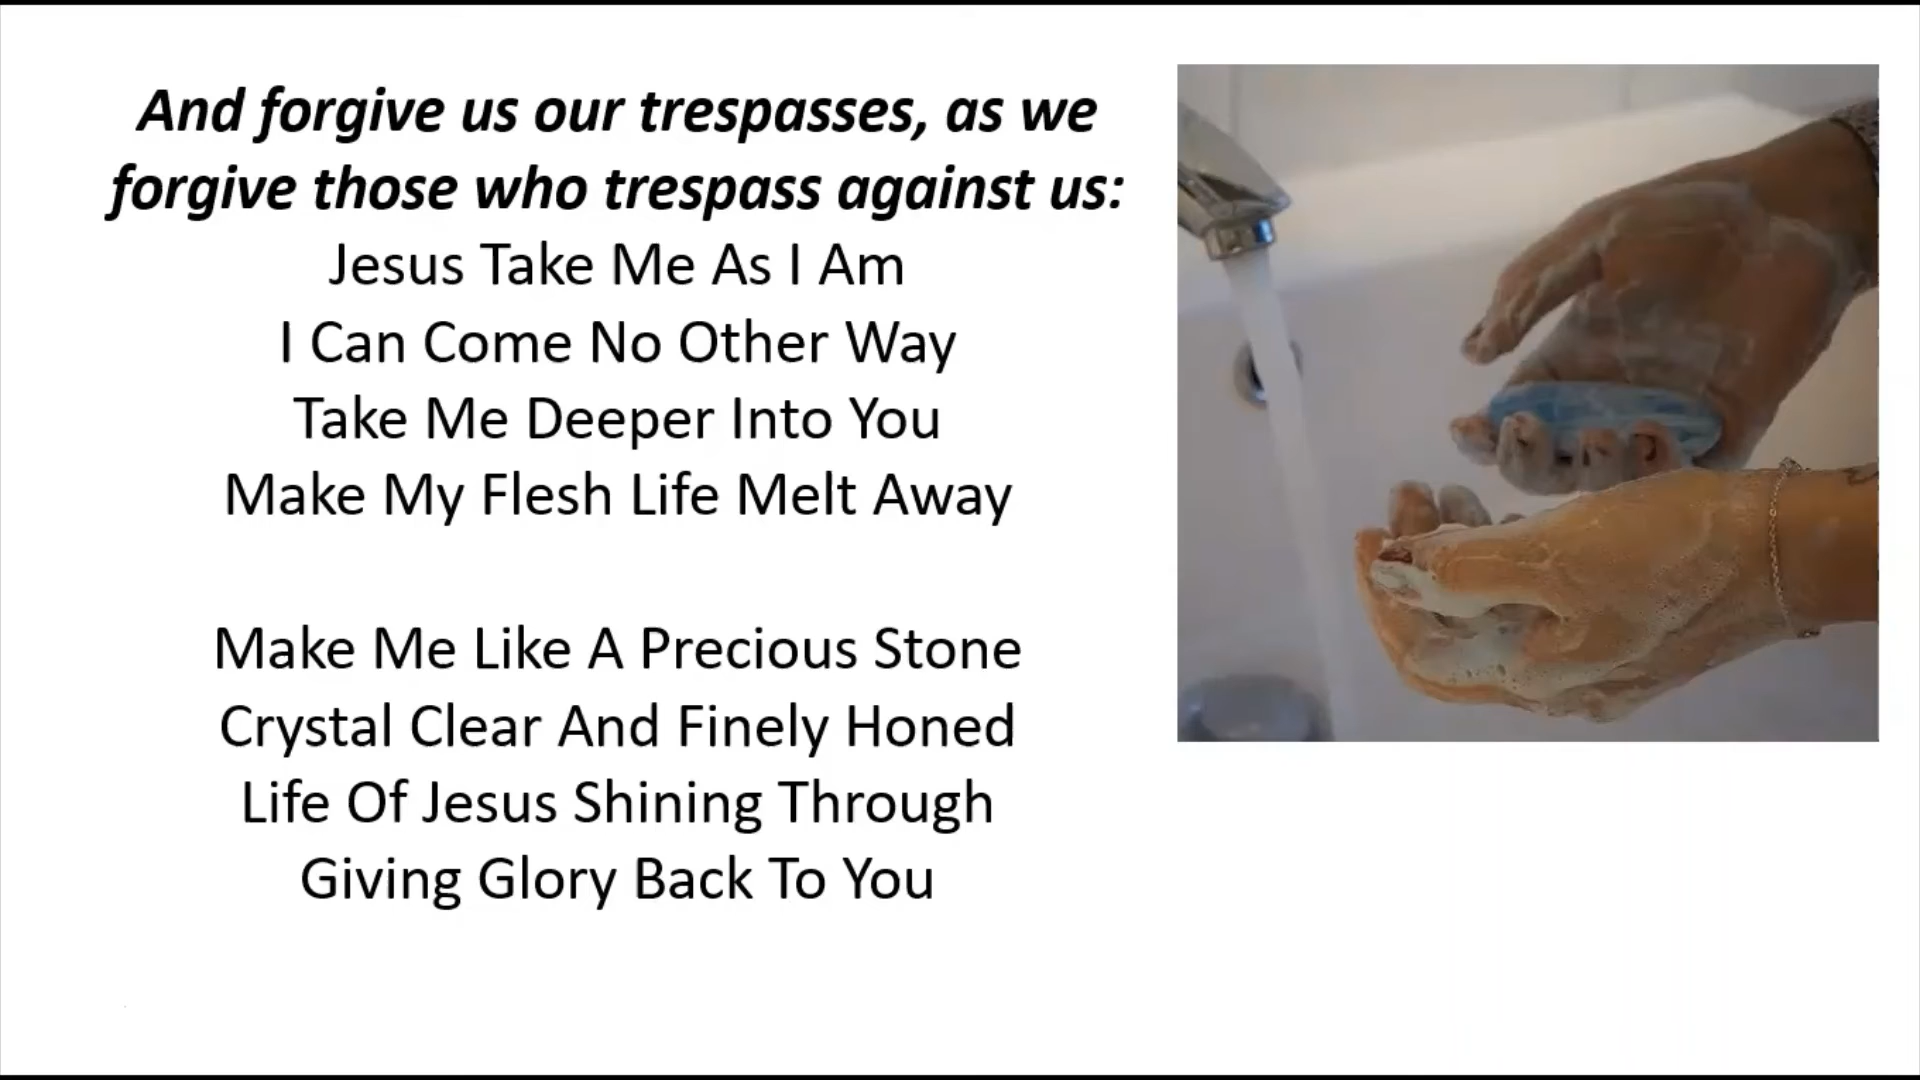 And forgive us our trespasses, as we
forgive those who trespass against us:
Jesus Take Me As I Am
I Can Come No Other Way
Take Me Deeper Into You
Make My Flesh Life Melt Away
Make Me Like A Precious Stone
Crystal Clear And Finely Honed
Life Of Jesus Shining Through
Giving Glory Back To You